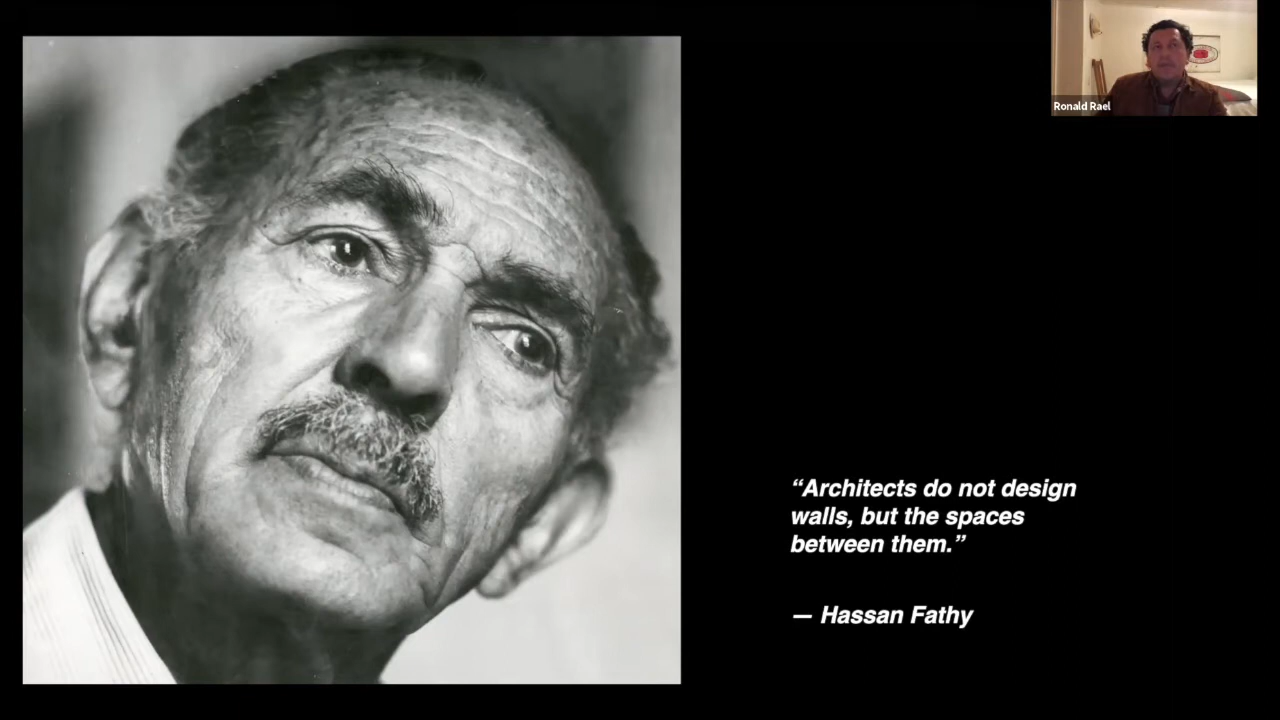 Ronald Rael
“Architects do not design
walls, but the spaces
between them.”
— Hassan Fathy